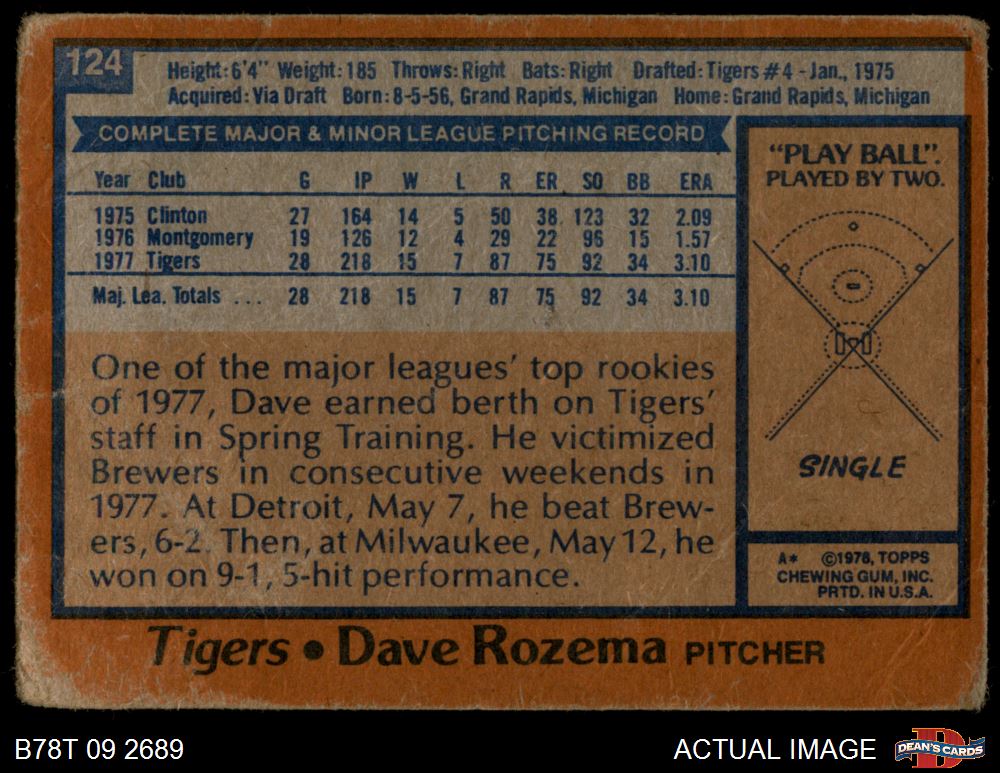 124
Height: 6'4" Weight: 185 Throws: Right Bats: Right Drafted: Tigers #4 - Jan., 1975
Acquired: Via Draft Born: 8-5-56, Grand Rapids, Michigan Home: Grand Rapids, Michigan
COMPLETE MAJOR & MINOR LEAGUE PITCHING RECORD
Year Club G IP W L R ER SO BB ERA
1975 Clinton 27 164 14 5 50 38 123 32 2.09
1976 Montgomery 19 126 12 4 29 22 96 15 1.57
1977 Tigers 28 218 15 7 87 75 92 34 3.10
Maj. Lea. Totals ... 28 218 15 7 87 75 92 34 3.10
One of the major leagues' top rookies
of 1977, Dave earned berth on Tigers'
staff in Spring Training. He victimized
Brewers in consecutive weekends in
1977. At Detroit, May 7, he beat Brew-
ers, 6-2. Then, at Milwaukee, May 12, he
won on 9-1, 5-hit performance.
"PLAY BALL".
PLAYED BY TWO.
SINGLE
A* ©1978, TOPPS
CHEWING GUM, INC.
PRTD. IN U.S.A.
Tigers • Dave Rozema PITCHER
B78T 09 2689
ACTUAL IMAGE
D
DEAN'S CARDS